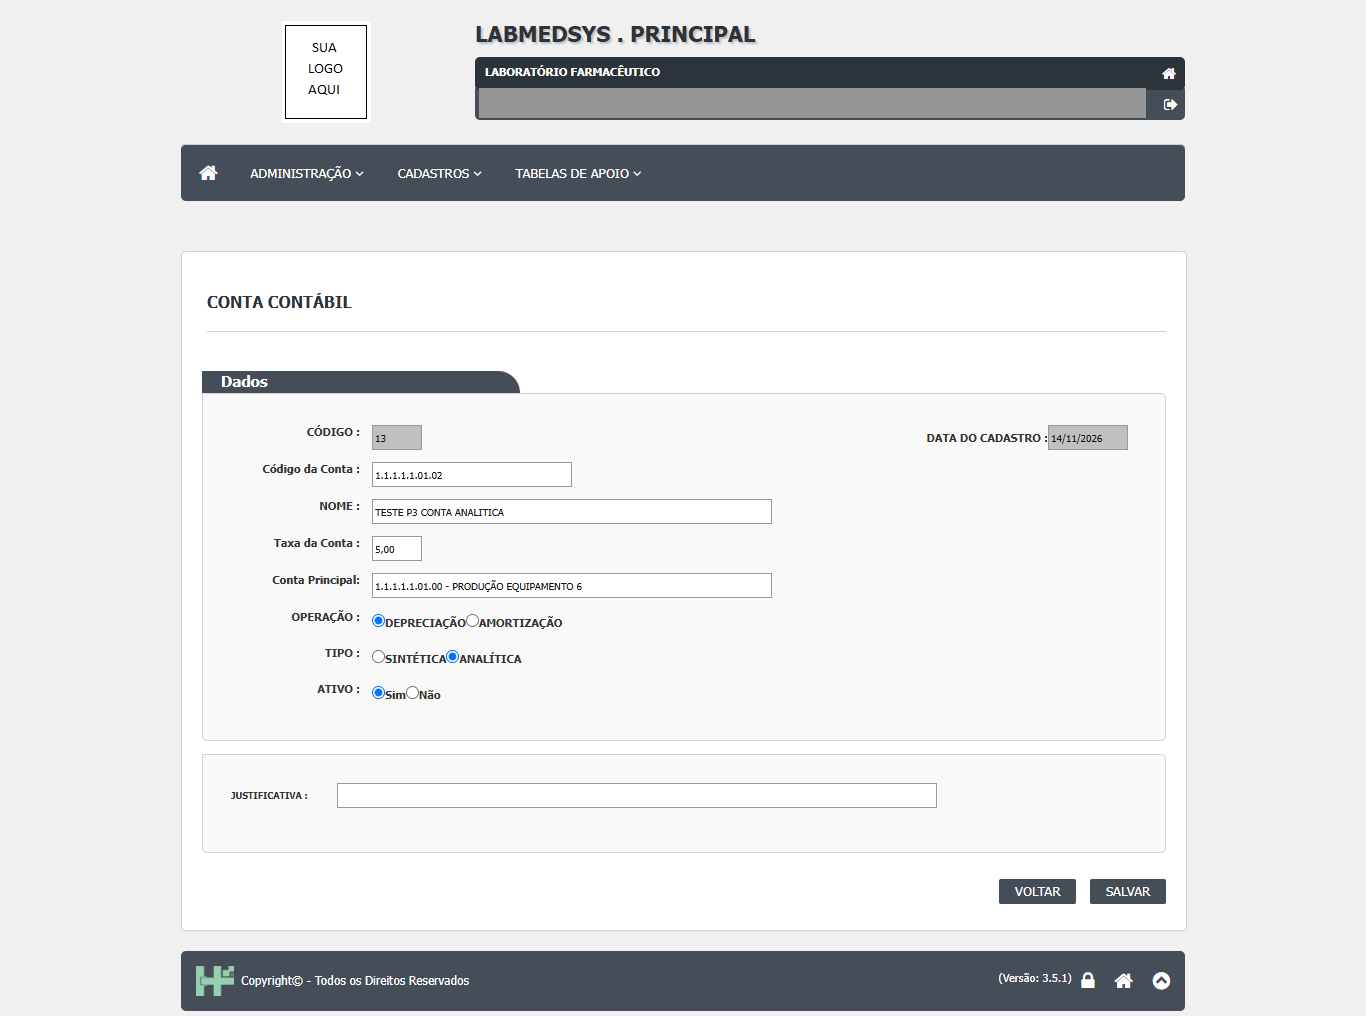 SUA
LOGO
AQUI
LABMEDSYS . PRINCIPAL
LABORATÓRIO FARMACÊUTICO
ADMINISTRAÇÃO CADASTROS TABELAS DE APOIO
CONTA CONTÁBIL
Dados
CÓDIGO : 13 DATA DO CADASTRO : 14/11/2026
Código da Conta : 1.1.1.1.1.01.02
NOME : TESTE P3 CONTA ANALITICA
Taxa da Conta : 5,00
Conta Principal: 1.1.1.1.1.01.00 - PRODUÇÃO EQUIPAMENTO 6
OPERAÇÃO : DEPRECIAÇÃO AMORTIZAÇÃO
TIPO : SINTÉTICA ANALÍTICA
ATIVO : Sim Não
JUSTIFICATIVA :
VOLTAR SALVAR
Copyright© - Todos os Direitos Reservados (Versão: 3.5.1)